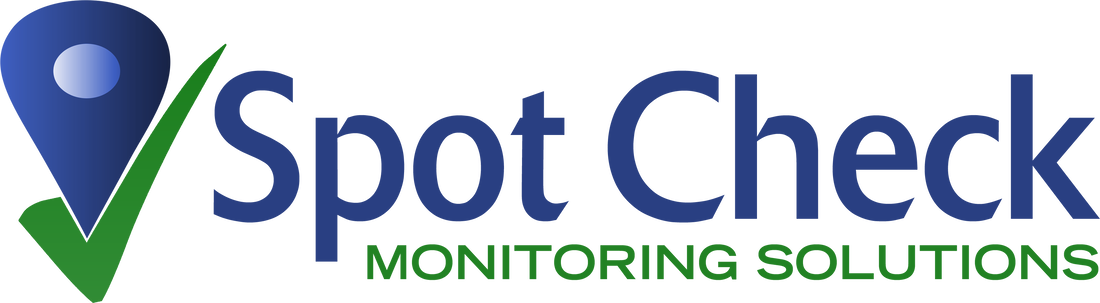 Spot Check
MONITORING SOLUTIONS